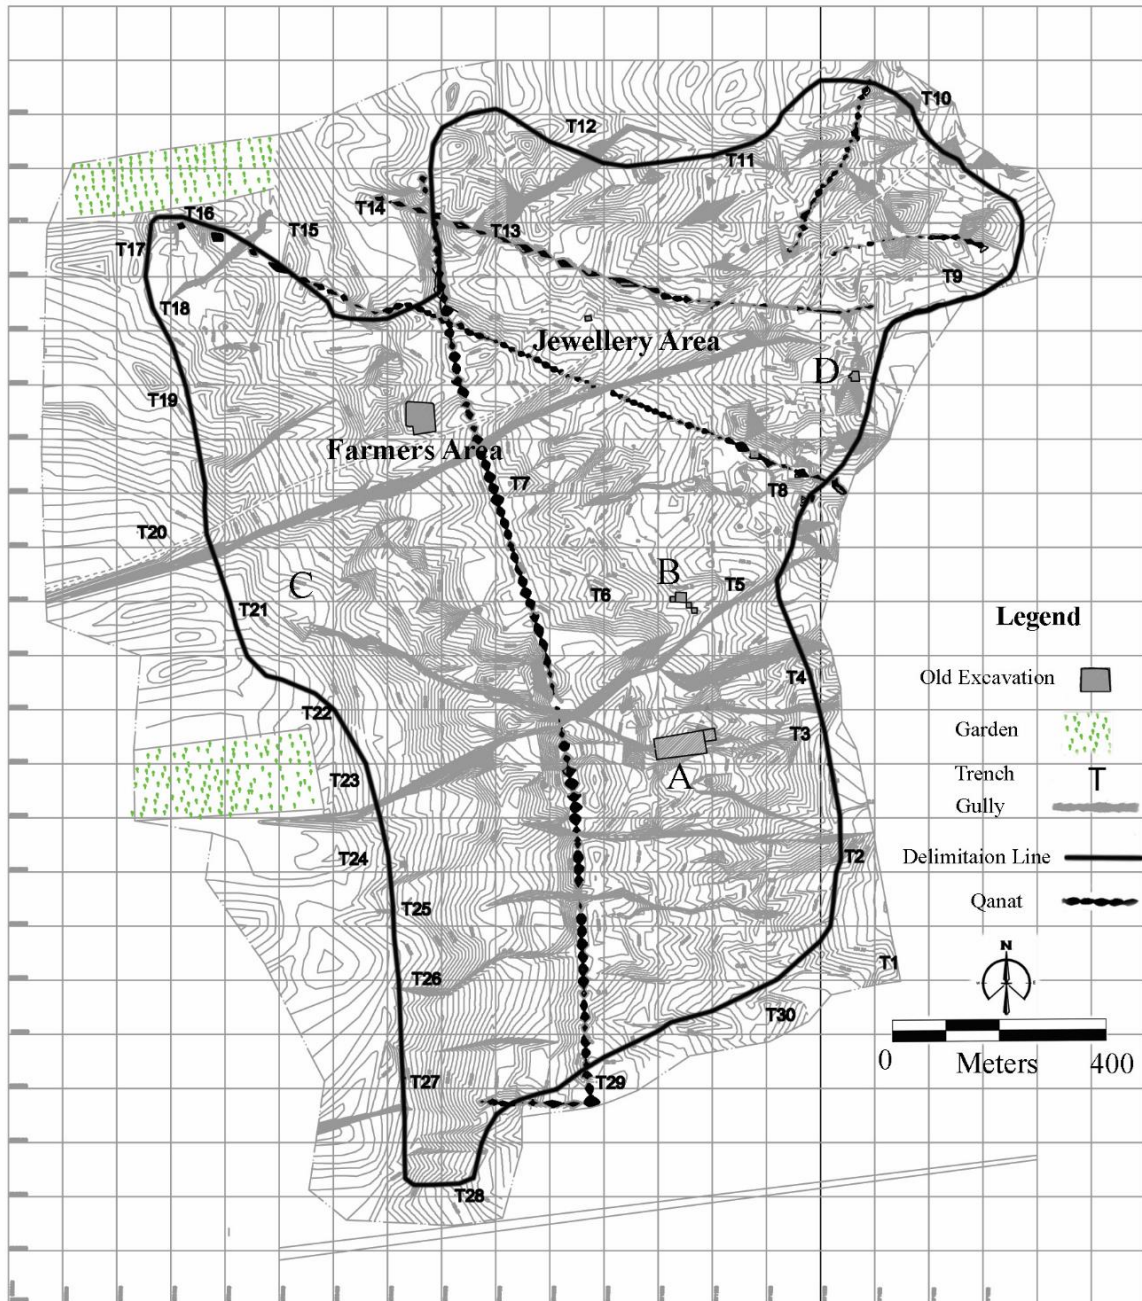 T10
T12
T11
T14
T16
T15
T13
T17
T9
T18
Jewellery Area
D
T19
Farmers Area
T7
T8
T20
C
B
T5
T6
T21
Legend
T4
Old Excavation
T22
T3
Garden
T23
A
Trench T
Gully
T24
T2
Delimitaion Line
T25
Qanat
N
T26
T1
T30
0 Meters 400
T27
T29
T28